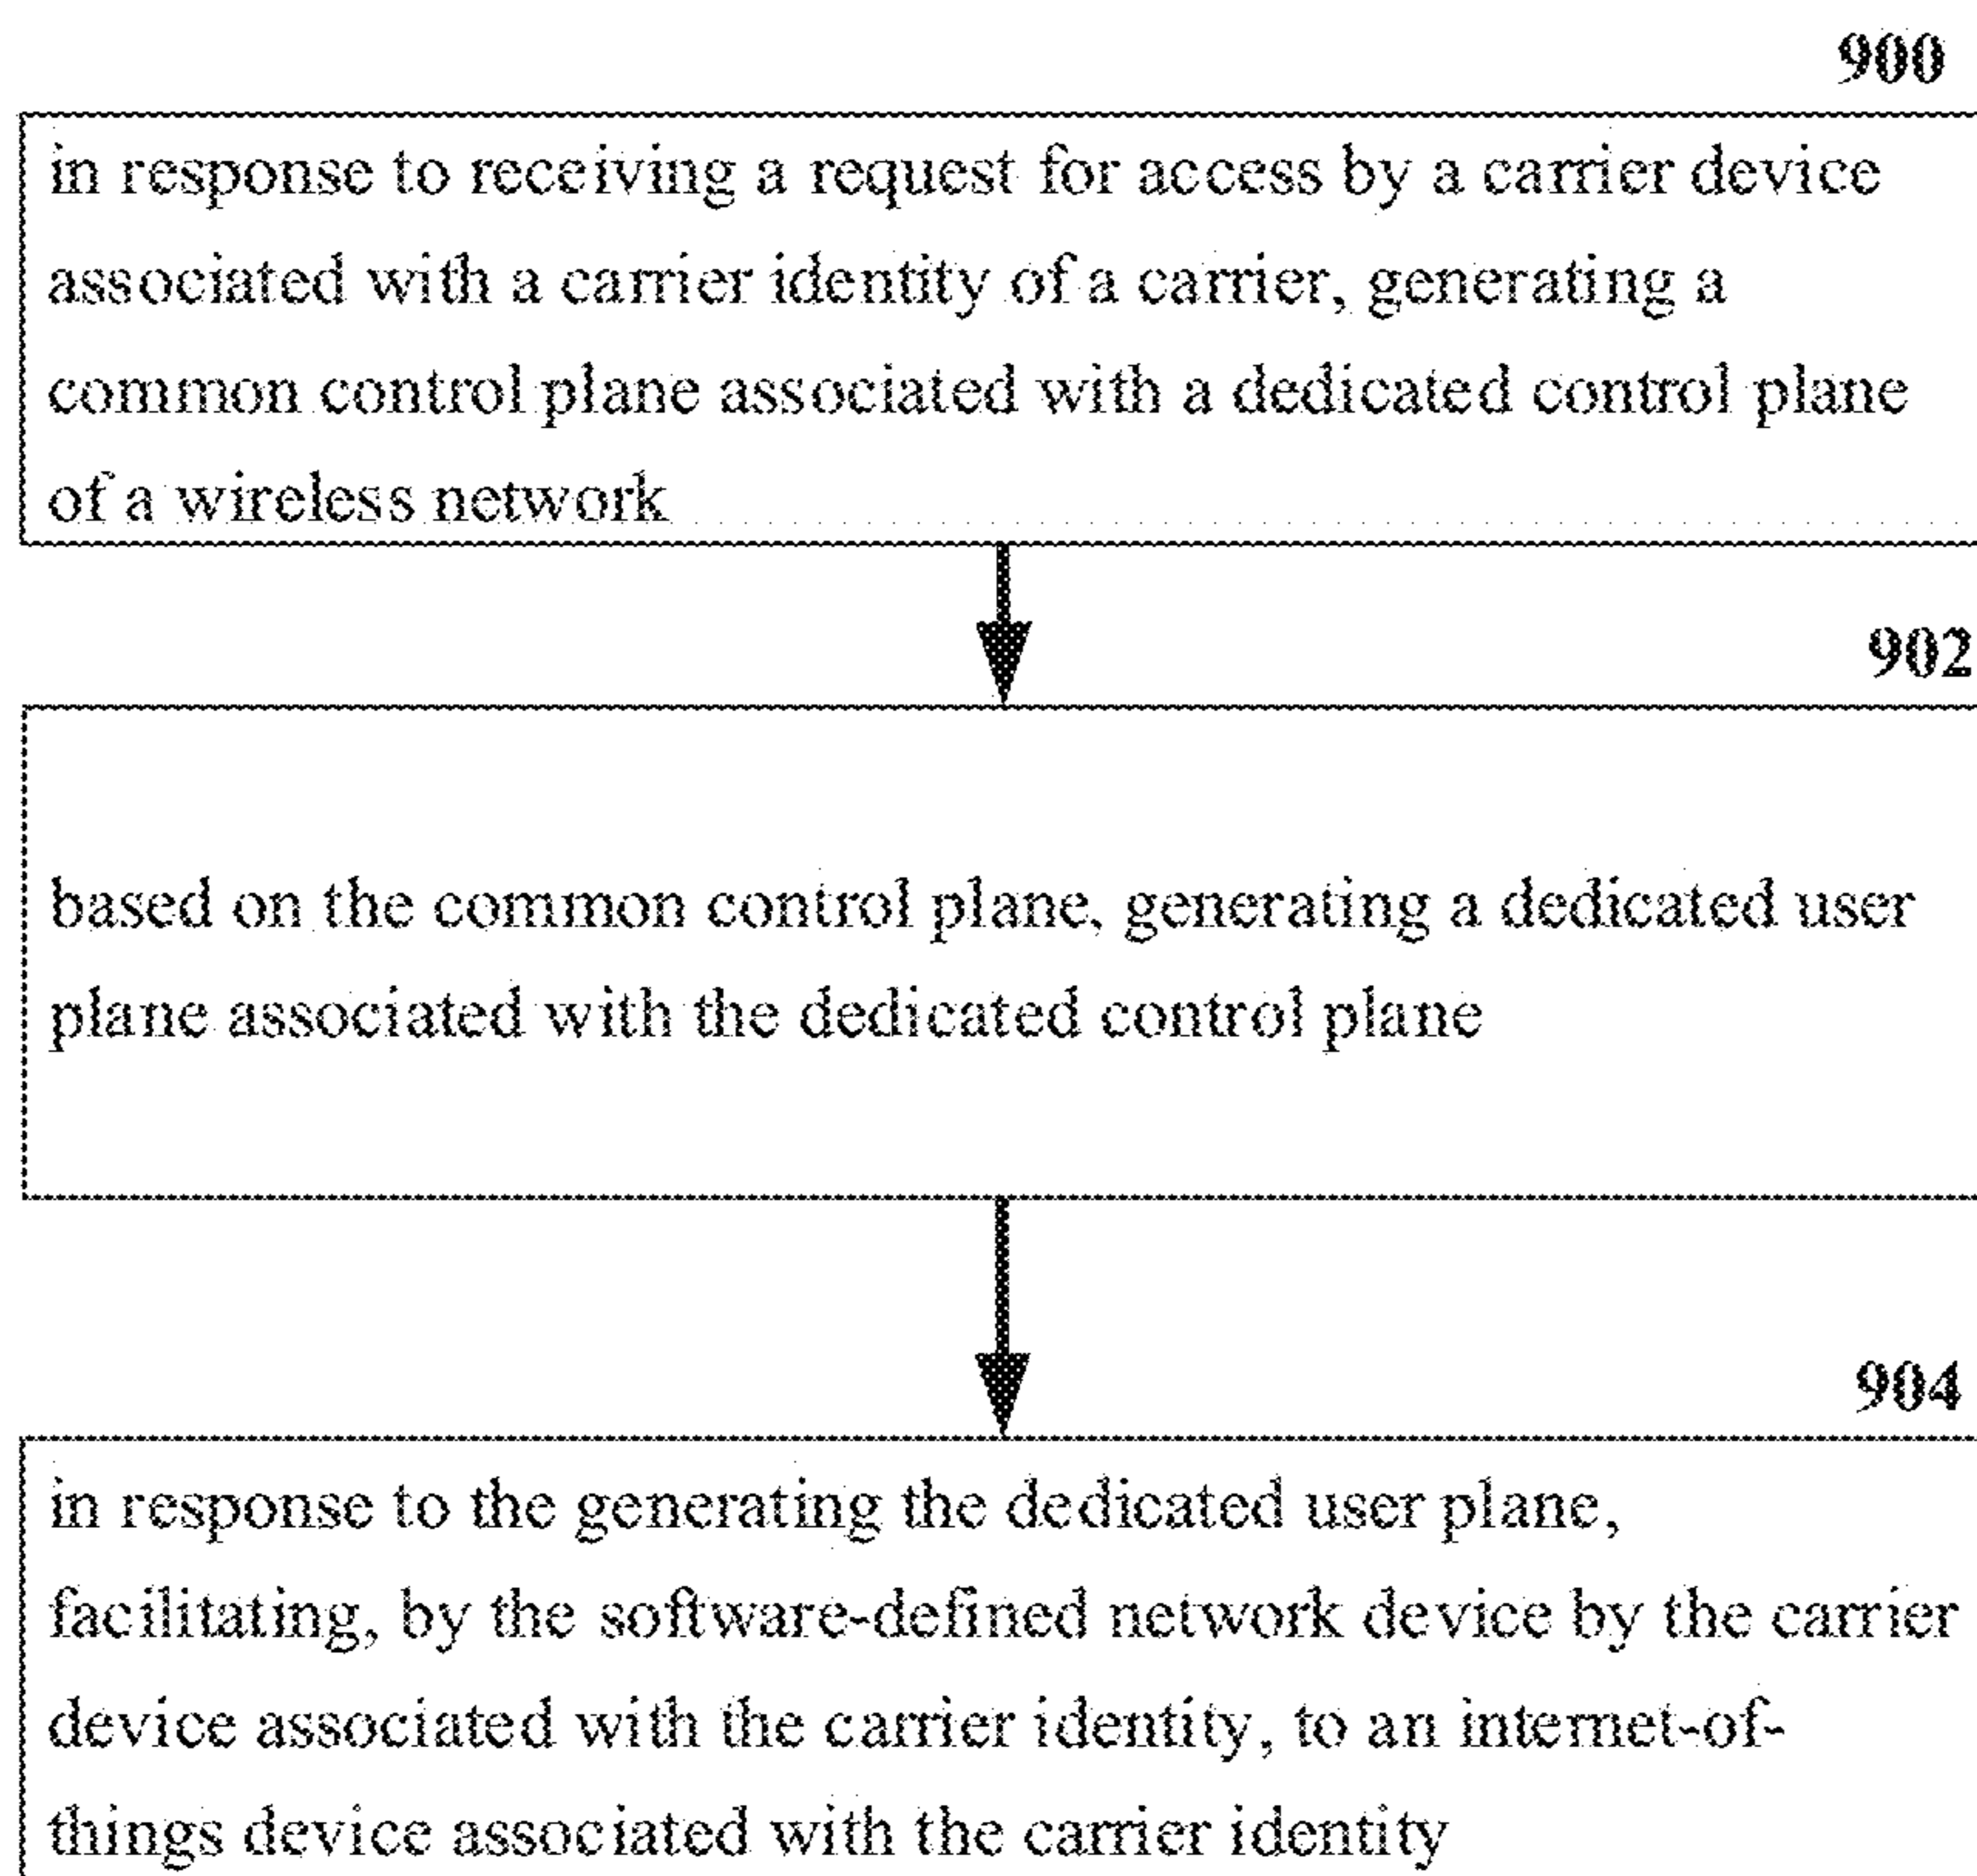 900
in response to receiving a request for access by a carrier device
associated with a carrier identity of a carrier, generating a
common control plane associated with a dedicated control plane
of a wireless network
902
based on the common control plane, generating a dedicated user
plane associated with the dedicated control plane
904
in response to the generating the dedicated user plane,
facilitating, by the software-defined network device by the carrier
device associated with the carrier identity, to an internet-of-
things device associated with the carrier identity